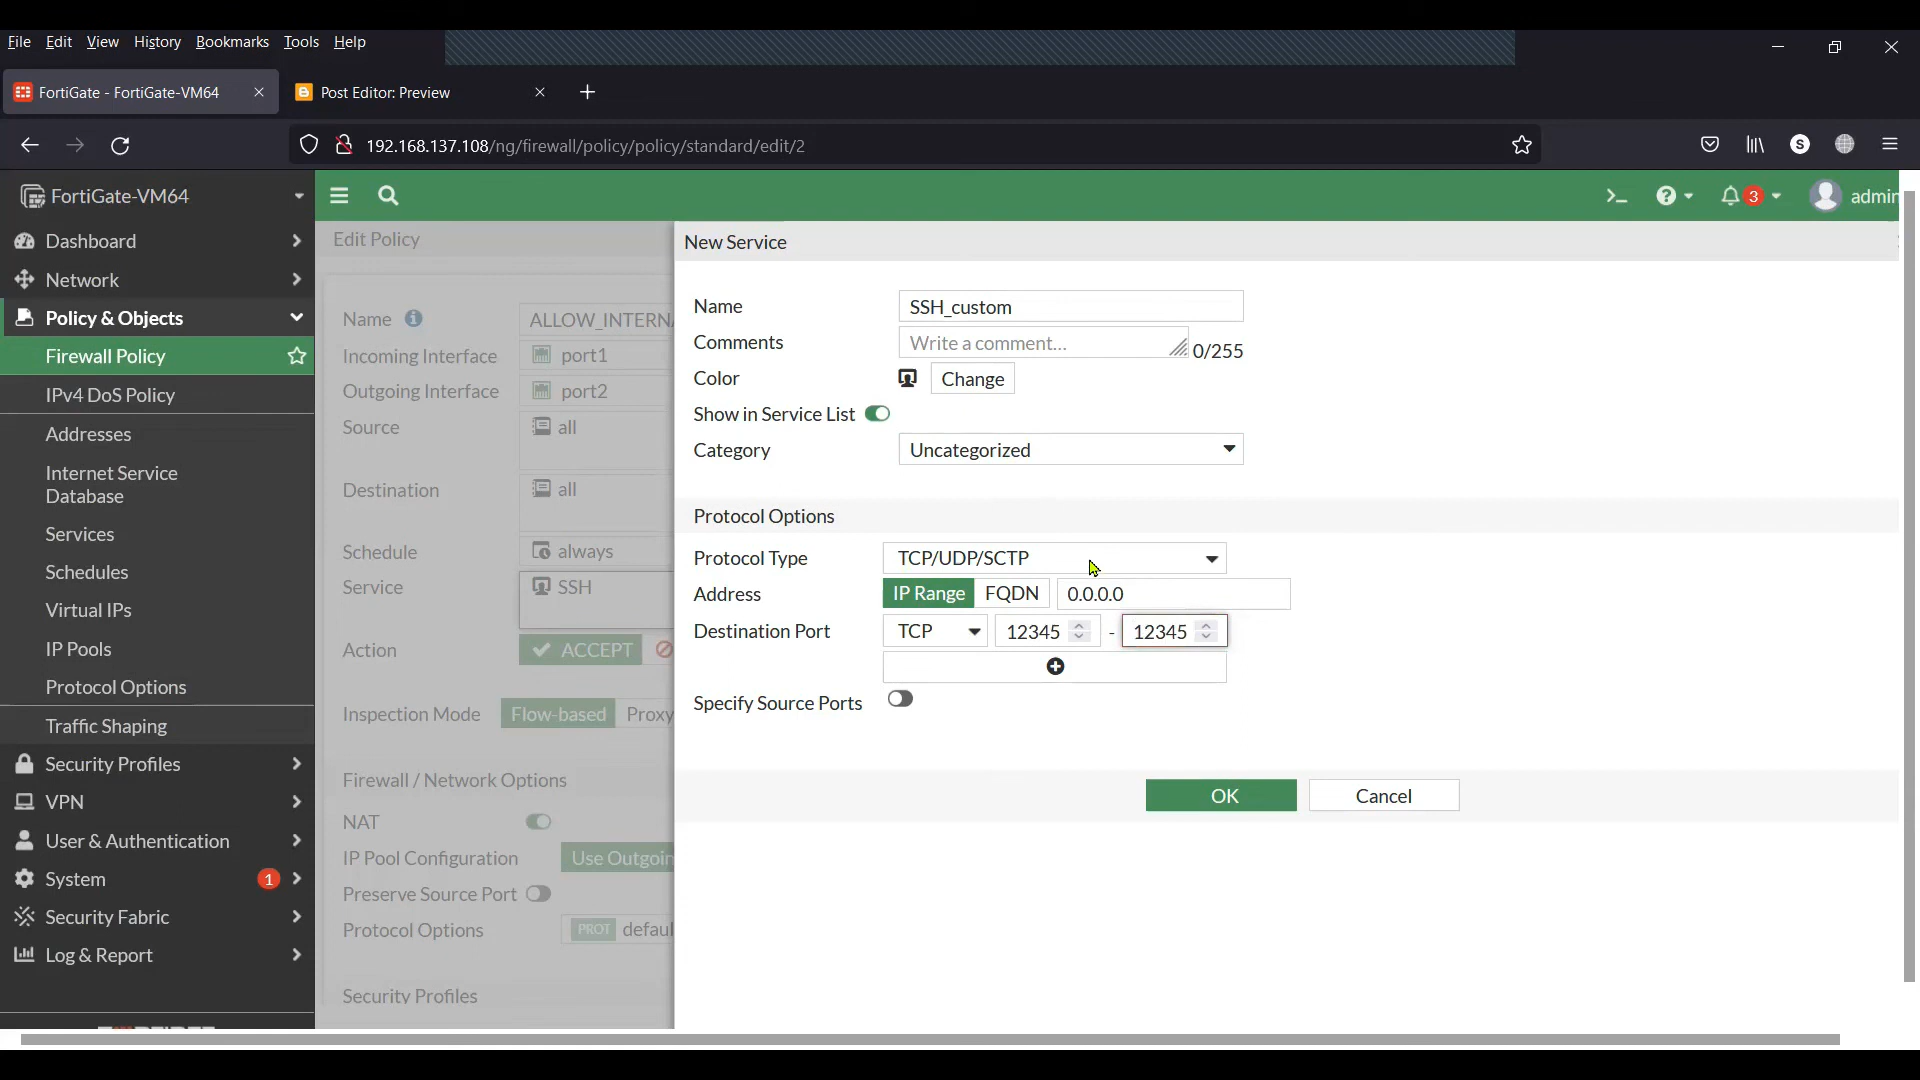 File Edit View History Bookmarks Tools Help
FortiGate - FortiGate-VM64
Post Editor: Preview
192.168.137.108/ng/firewall/policy/policy/standard/edit/2
S
FortiGate-VM64
3
admin
Dashboard
Network
Policy & Objects
Firewall Policy
IPv4 DoS Policy
Addresses
Internet Service
Database
Services
Schedules
Virtual IPs
IP Pools
Protocol Options
Traffic Shaping
Security Profiles
VPN
User & Authentication
System 1
Security Fabric
Log & Report
Edit Policy
Name ALLOW_INTERNA
Incoming Interface port1
Outgoing Interface port2
Source all
Destination all
Schedule always
Service SSH
Action ACCEPT
Inspection Mode Flow-based Proxy
Firewall / Network Options
NAT
IP Pool Configuration Use Outgoin
Preserve Source Port
Protocol Options PROT defaul
Security Profiles
New Service
Name SSH_custom
Comments Write a comment... 0/255
Color Change
Show in Service List
Category Uncategorized
Protocol Options
Protocol Type TCP/UDP/SCTP
Address IP Range FQDN 0.0.0.0
Destination Port TCP 12345 - 12345
Specify Source Ports
OK Cancel